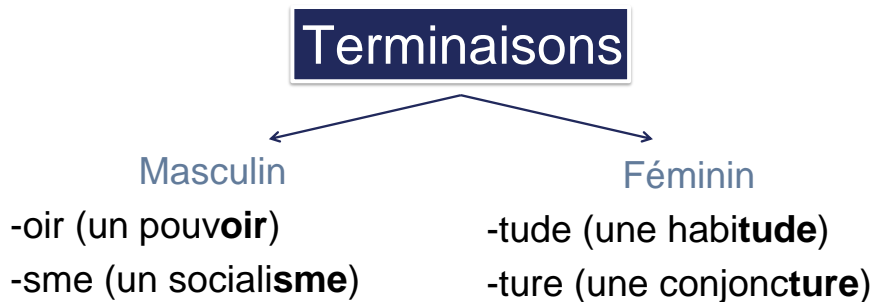 Terminaisons
Masculin
-oir (un pouvoir)
-sme (un socialisme)
Féminin
-tude (une habitude)
-ture (une conjoncture)